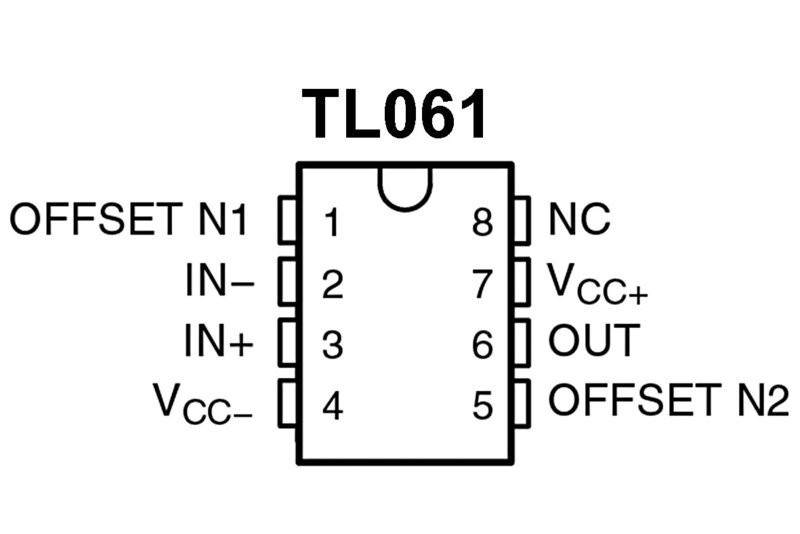 TL061
OFFSET N1 1 8 NC
IN− 2 7 VCC+
IN+ 3 6 OUT
VCC− 4 5 OFFSET N2